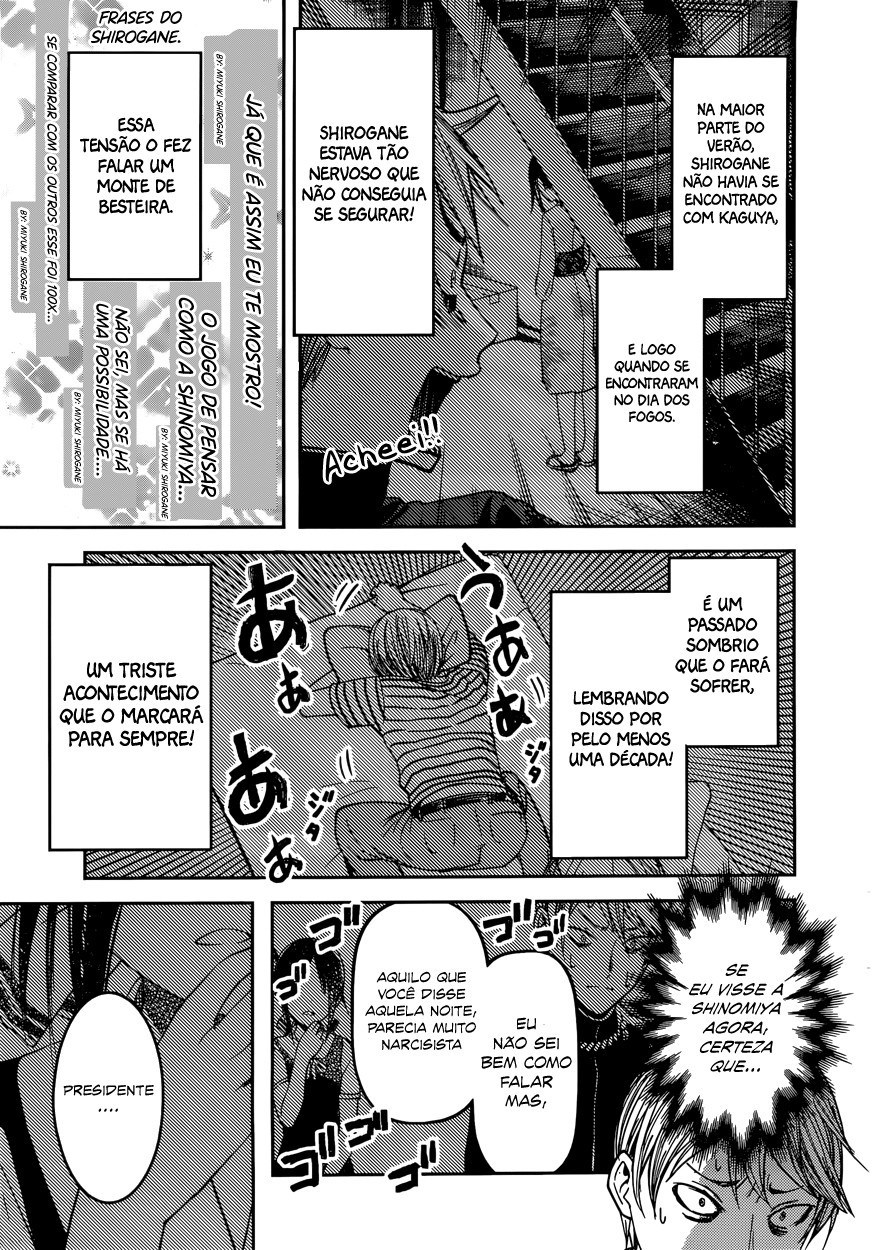 NA MAIOR
PARTE DO
VERÃO,
SHIROGANE
NÃO HAVIA SE
ENCONTRADO
COM KAGUYA,
E LOGO
QUANDO SE
ENCONTRARAM
NO DIA DOS
FOGOS
SHIROGANE
ESTAVA TÃO
NERVOSO QUE
NÃO CONSEGUIA
SE SEGURAR!
Acheei!!
FRASES DO
SHIROGANE.
ESSA
TENSÃO O FEZ
FALAR UM
MONTE DE
BESTEIRA.
JÁ QUE É ASSIM EU TE MOSTRO!
BY: MIYUKI SHIROGANE
O JOGO DE PENSAR
COMO A SHINOMIYA...
BY: MIYUKI SHIROGANE
NÃO SEI, MAS SE HÁ
UMA POSSIBILIDADE....
BY: MIYUKI SHIROGANE
SE COMPARAR COM OS OUTROS ESSE FOI 100X...
BY: MIYUKI SHIROGANE
É UM
PASSADO
SOMBRIO
QUE O FARÁ
SOFRER,
LEMBRANDO
DISSO POR
PELO MENOS
UMA DÉCADA!
うああ
ジタ
あぁ
あぁ
ジタ
UM TRISTE
ACONTECIMENTO
QUE O MARCARÁ
PARA SEMPRE!
SE
EU VISSE A
SHINOMIYA
AGORA,
CERTEZA
QUE...
EU
NÃO SEI
BEM COMO
FALAR
MAS,
AQUILO QUE
VOCÊ DISSE
AQUELA NOITE,
PARECIA MUITO
NARCISISTA
ゴゴゴ
ゴゴゴ
ゴゴゴ
PRESIDENTE
....